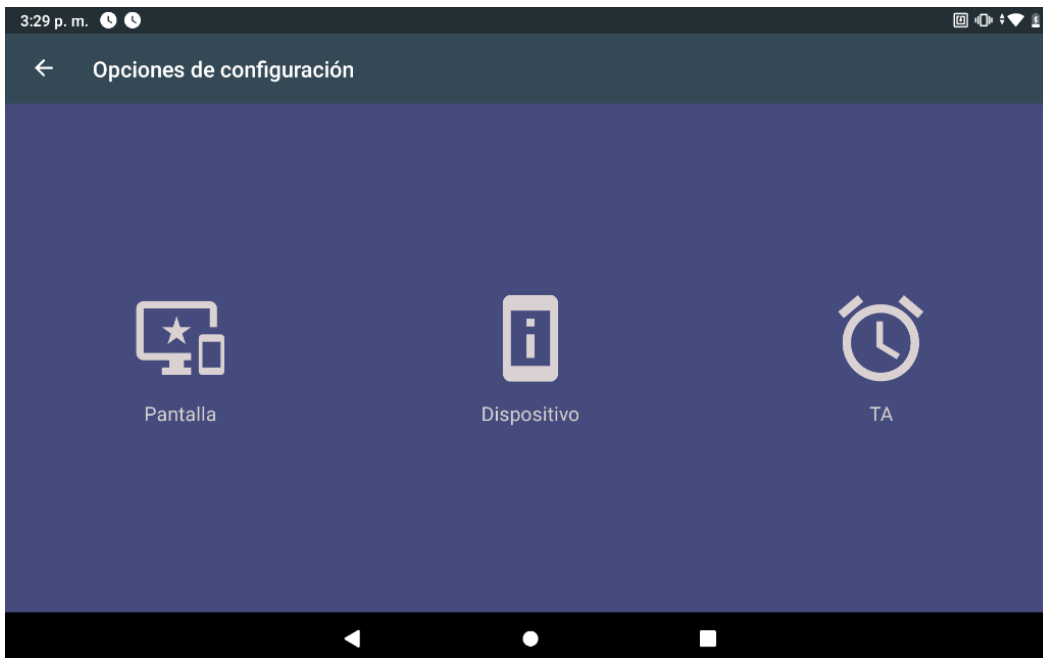 3:29 p. m.
Opciones de configuración
Pantalla
Dispositivo
TA